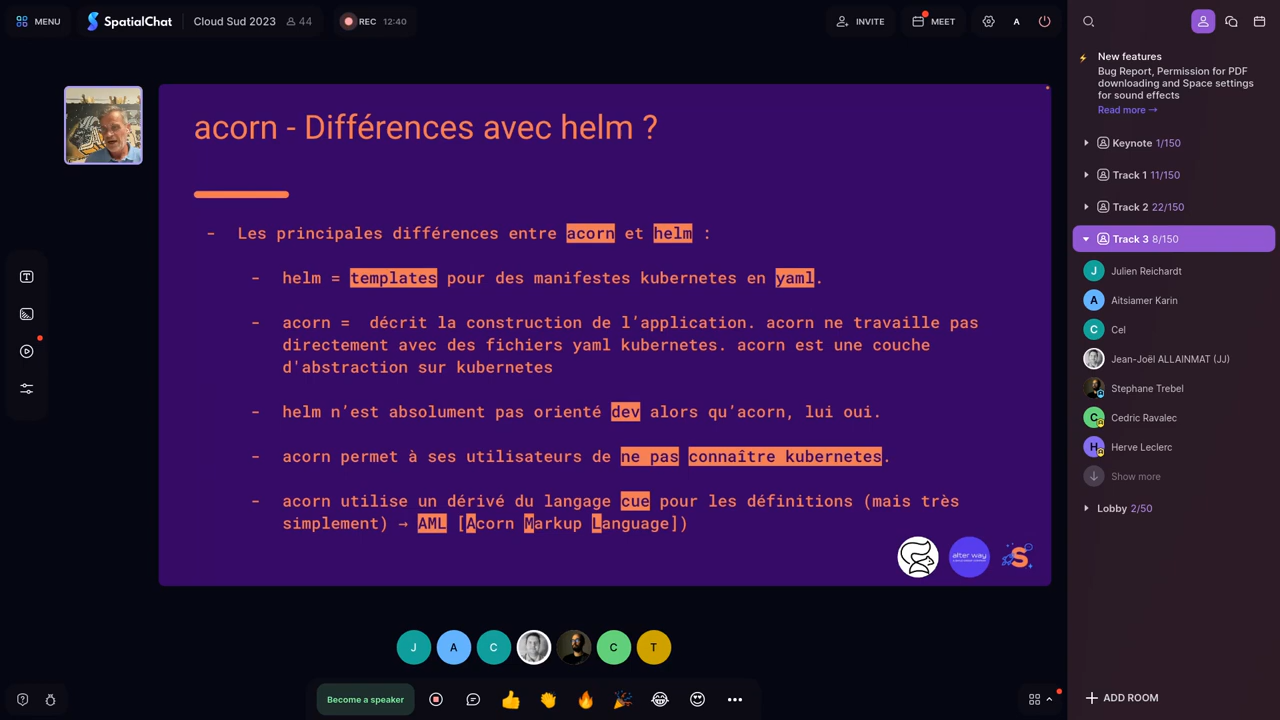 MENU
SpatialChat
Cloud Sud 2023
44
REC
12:40
INVITE
MEET
A
acorn - Différences avec helm ?
- Les principales différences entre acorn et helm :
- helm = templates pour des manifestes kubernetes en yaml.
- acorn = décrit la construction de l’application. acorn ne travaille pas
directement avec des fichiers yaml kubernetes. acorn est une couche
d'abstraction sur kubernetes
- helm n’est absolument pas orienté dev alors qu’acorn, lui oui.
- acorn permet à ses utilisateurs de ne pas connaître kubernetes.
- acorn utilise un dérivé du langage cue pour les définitions (mais très
simplement) → AML [Acorn Markup Language])
after way
S
J
A
C
C
T
Become a speaker
New features
Bug Report, Permission for PDF
downloading and Space settings
for sound effects
Read more →
Keynote 1/150
Track 1 11/150
Track 2 22/150
Track 3 8/150
J Julien Reichardt
A Aitsiamer Karin
C Cel
Jean-Joël ALLAINMAT (JJ)
Stephane Trebel
C Cedric Ravalec
H Herve Leclerc
Show more
Lobby 2/50
ADD ROOM